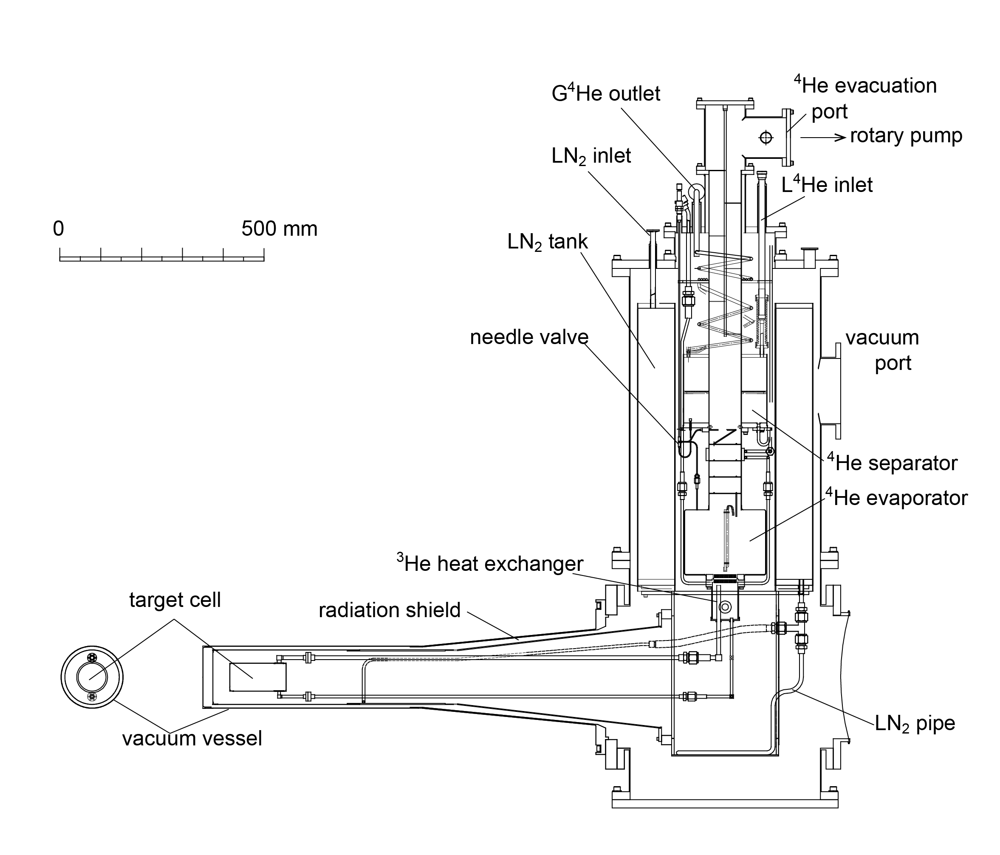 ⁴He evacuation
port
G⁴He outlet
rotary pump
LN₂ inlet
L⁴He inlet
0 500 mm
LN₂ tank
needle valve
vacuum
port
⁴He separator
⁴He evaporator
³He heat exchanger
target cell
radiation shield
LN₂ pipe
vacuum vessel